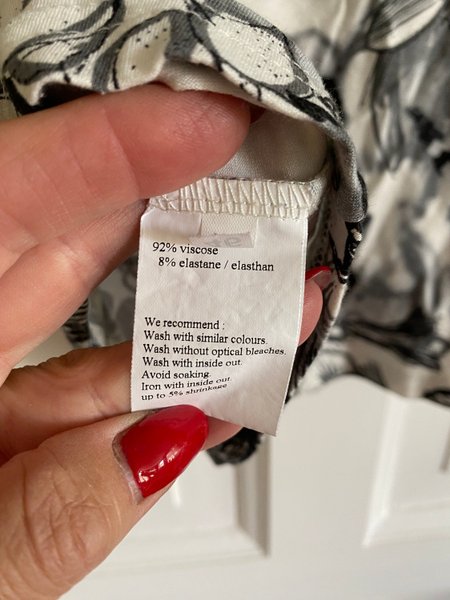 92% viscose
8% elastane / elasthan
We recommend :
Wash with similar colours.
Wash without optical bleaches.
Wash with inside out.
Avoid soaking.
Iron with inside out
up to 5% shrinkage